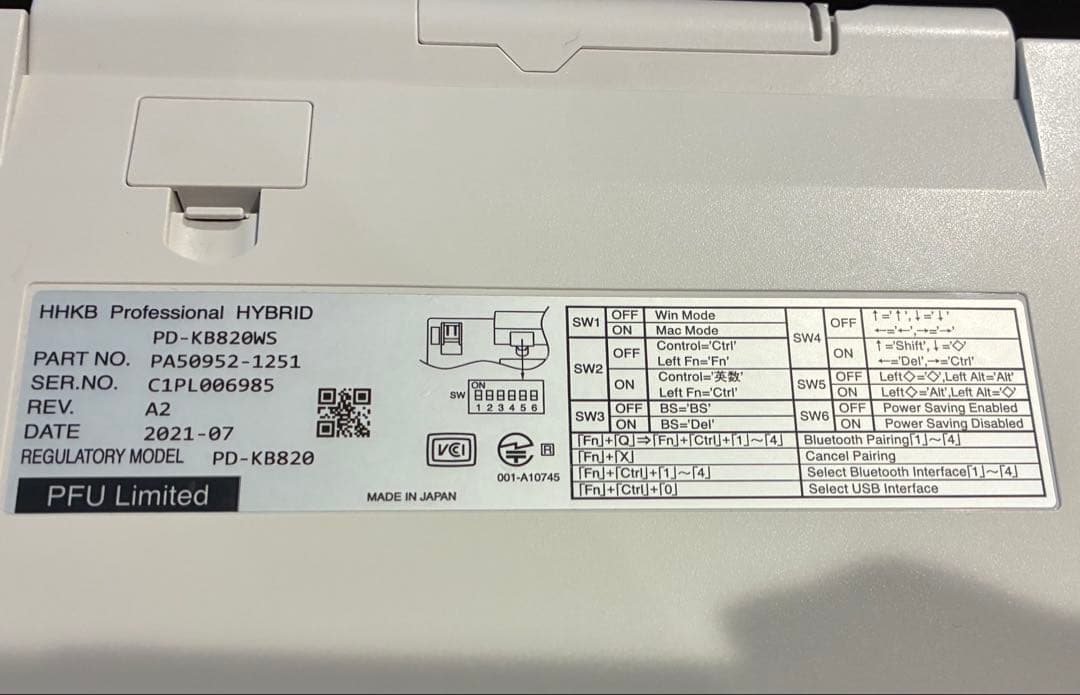 HHKB Professional HYBRID
PD-KB820WS
PART NO. PA50952-1251
SER.NO. C1PL006985
REV. A2
DATE 2021-07
REGULATORY MODEL PD-KB820
PFU Limited
MADE IN JAPAN
SW ON
1 2 3 4 5 6
VCI
R
001-A10745
SW1 OFF Win Mode
ON Mac Mode
SW2 OFF Control='Ctrl'
Left Fn='Fn'
ON Control='英数'
Left Fn='Ctrl'
SW3 OFF BS='BS'
ON BS='Del'
SW4 OFF ↑='↑',↓='↓'
←='←',→='→'
ON ↑='Shift',↓='◇'
←='Del',→='Ctrl'
SW5 OFF Left◇='◇',Left Alt='Alt'
ON Left◇='Alt',Left Alt='◇'
SW6 OFF Power Saving Enabled
ON Power Saving Disabled
「Fn」+「Q」⇒「Fn」+「Ctrl」+「1」～「4」 Bluetooth Pairing「1」～「4」
「Fn」+「X」 Cancel Pairing
「Fn」+「Ctrl」+「1」～「4」 Select Bluetooth Interface「1」～「4」
「Fn」+「Ctrl」+「0」 Select USB Interface